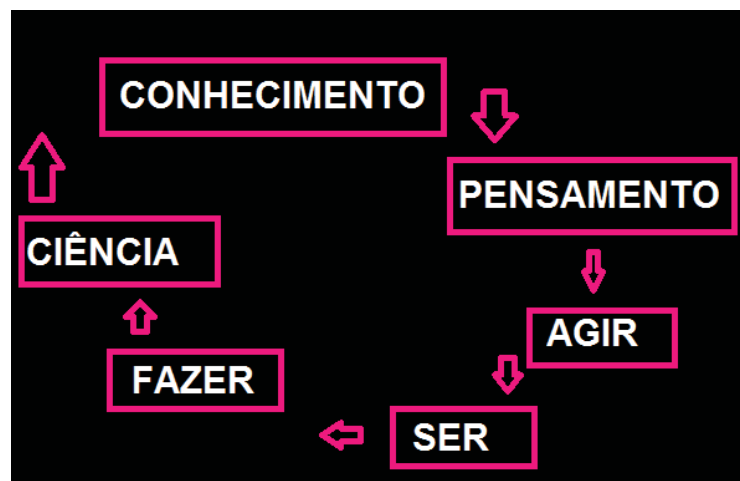 CONHECIMENTO
PENSAMENTO
AGIR
SER
FAZER
CIÊNCIA